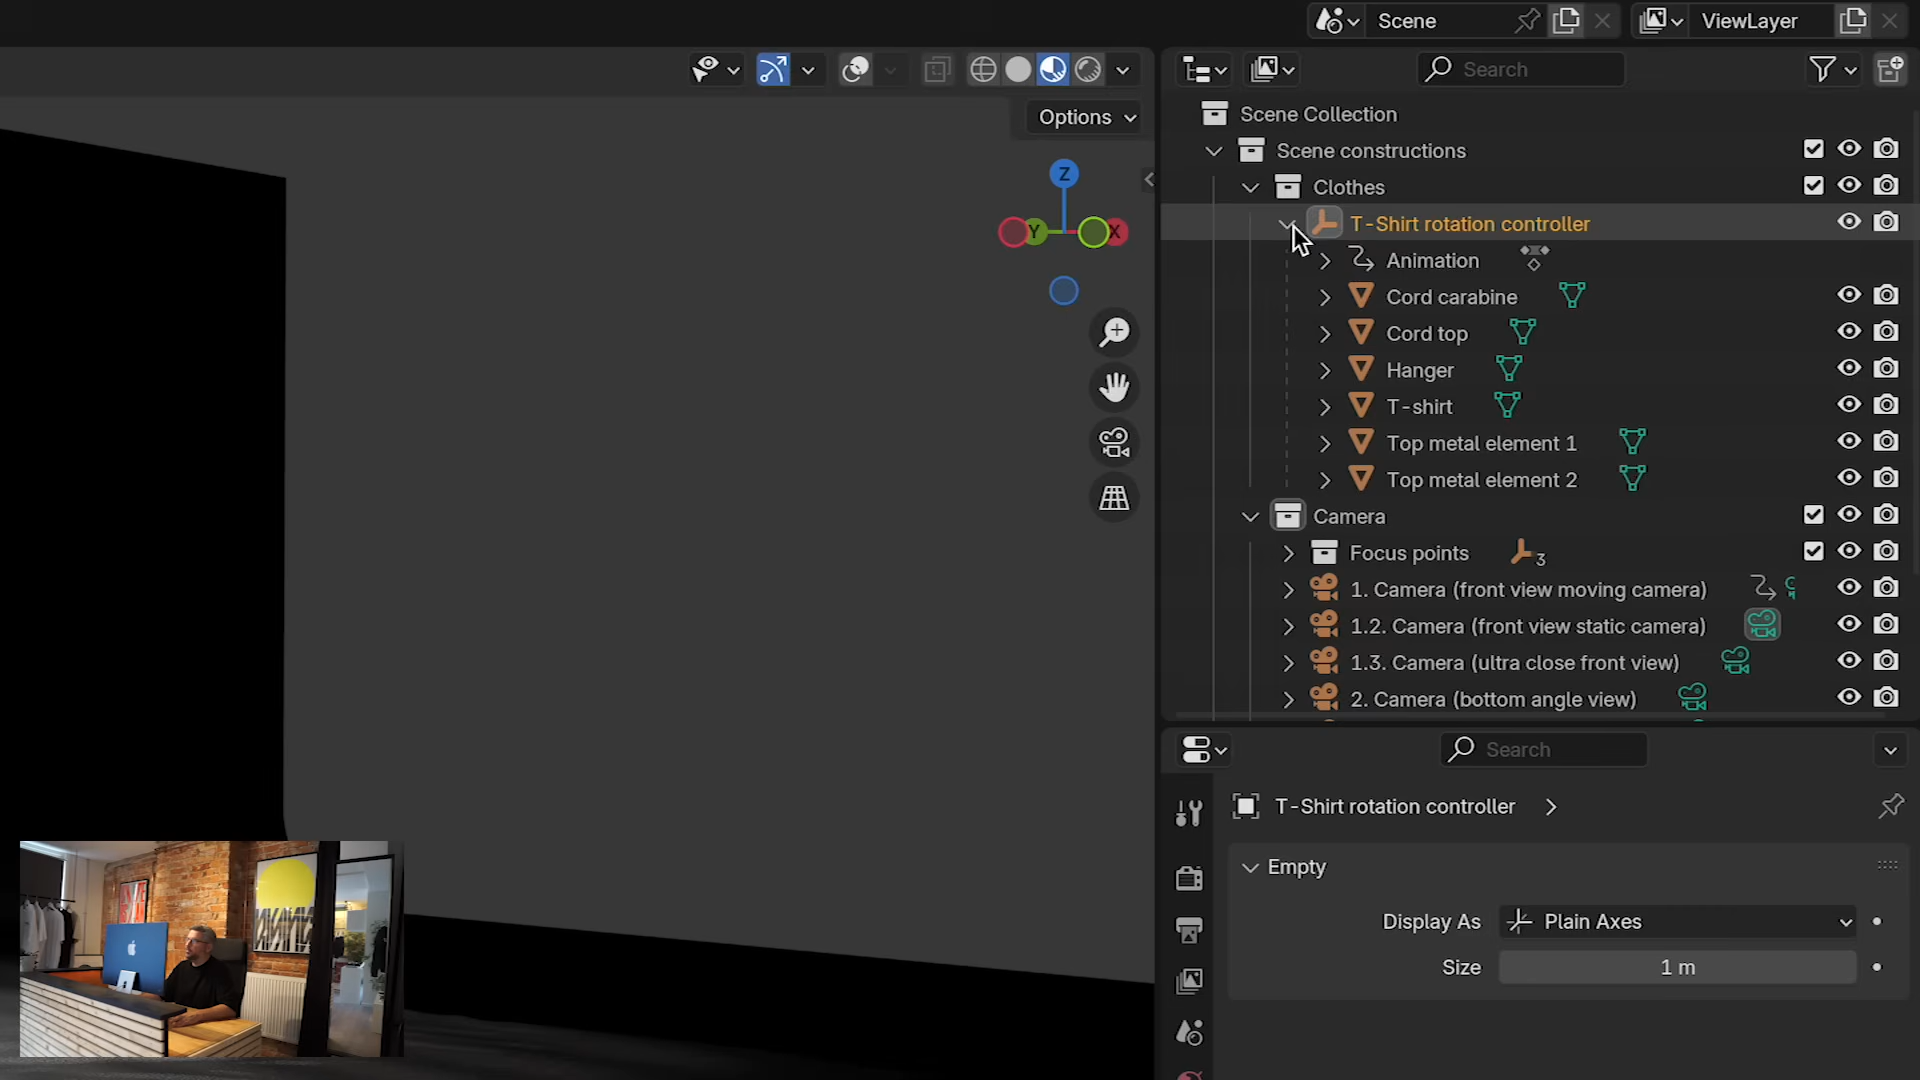 Scene
ViewLayer
Search
Options
Z
Y
X
Scene Collection
Scene constructions
Clothes
T-Shirt rotation controller
Animation
Cord carabine
Cord top
Hanger
T-shirt
Top metal element 1
Top metal element 2
Camera
Focus points
3
1. Camera (front view moving camera)
1.2. Camera (front view static camera)
1.3. Camera (ultra close front view)
2. Camera (bottom angle view)
Search
T-Shirt rotation controller
Empty
Display As
Plain Axes
Size
1 m